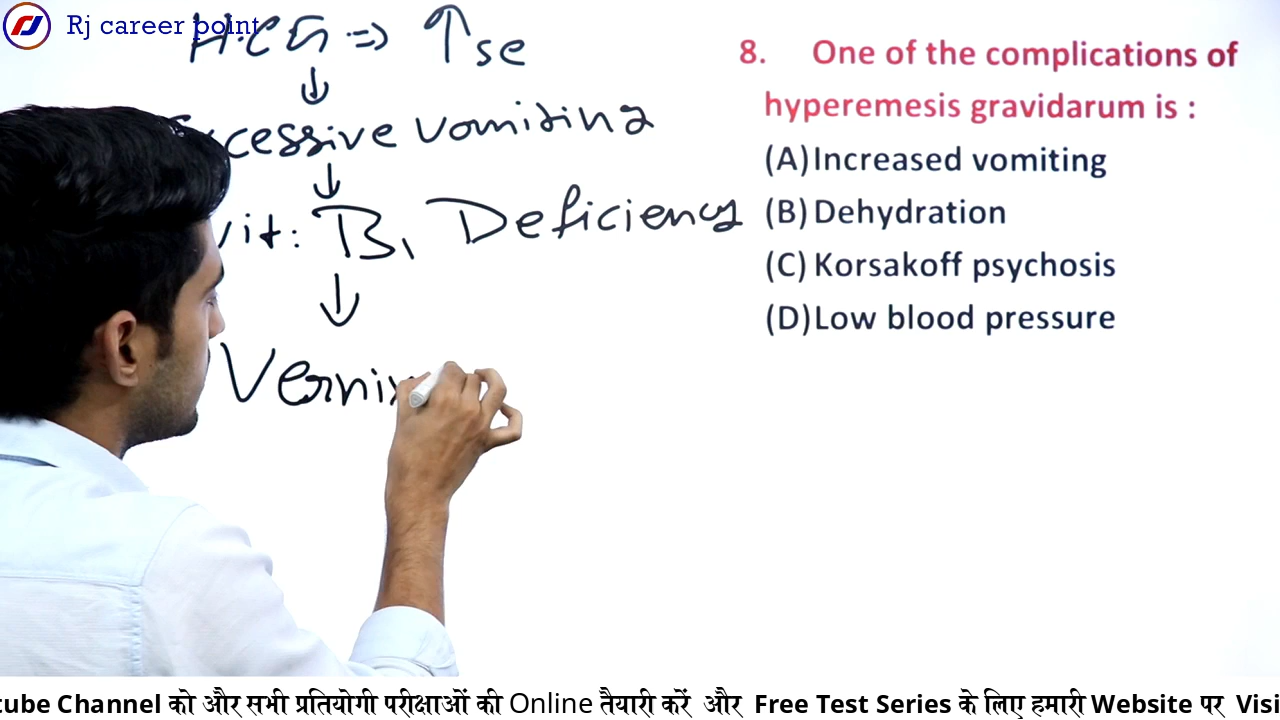 Rj career point
H.C.G => ↑se
↓
cessive vomiting
↓
vit: B1 Deficiency
↓
Verni
8. One of the complications of
hyperemesis gravidarum is :
(A) Increased vomiting
(B) Dehydration
(C) Korsakoff psychosis
(D) Low blood pressure
tube Channel को और सभी प्रतियोगी परीक्षाओं की Online तैयारी करें और Free Test Series के लिए हमारी Website पर Visi